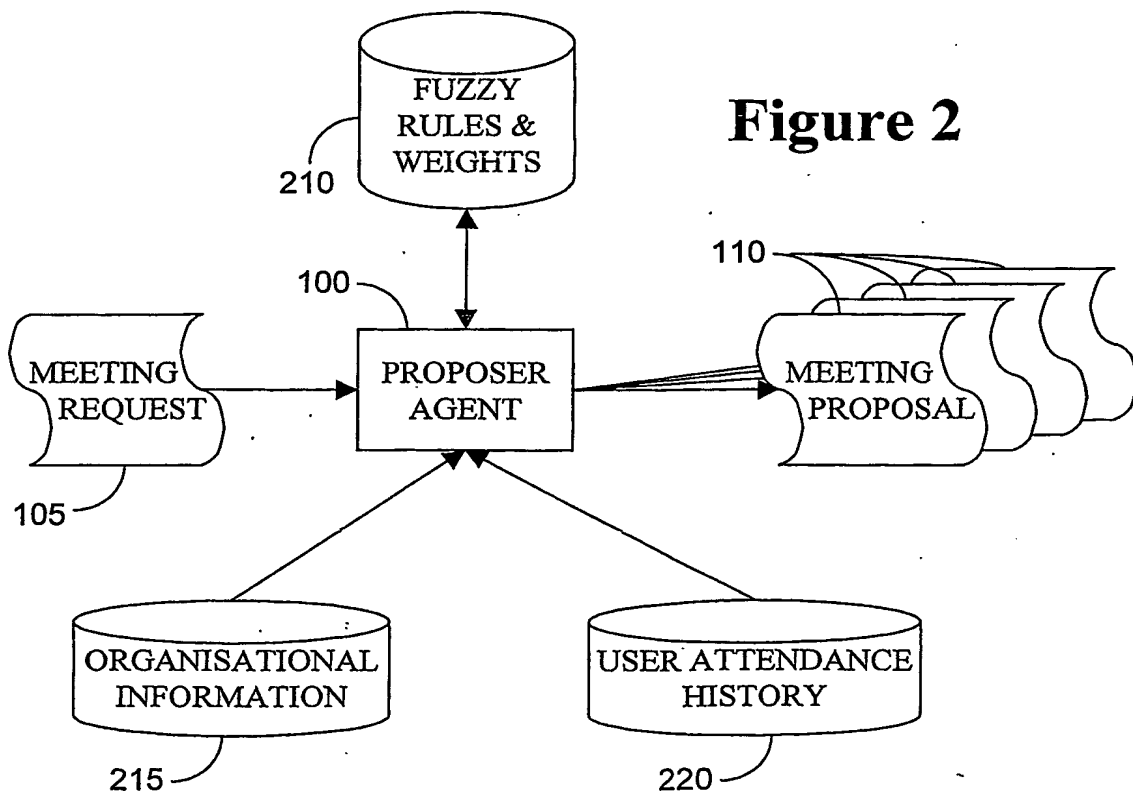 FUZZY
RULES &
WEIGHTS
Figure 2
210
110
100
MEETING
REQUEST
PROPOSER
AGENT
MEETING
PROPOSAL
105
ORGANISATIONAL
INFORMATION
USER ATTENDANCE
HISTORY
215
220